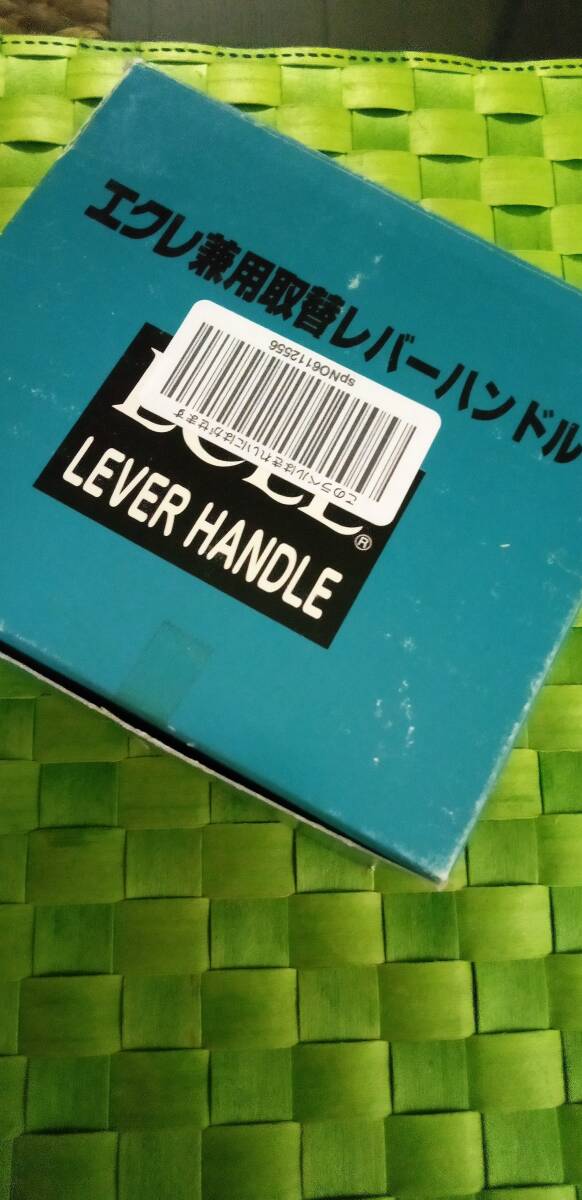 エクレ兼用取替レバーハンドル
spNO6112556
このラベルはきれいにはがせます
LEVER HANDLE
®